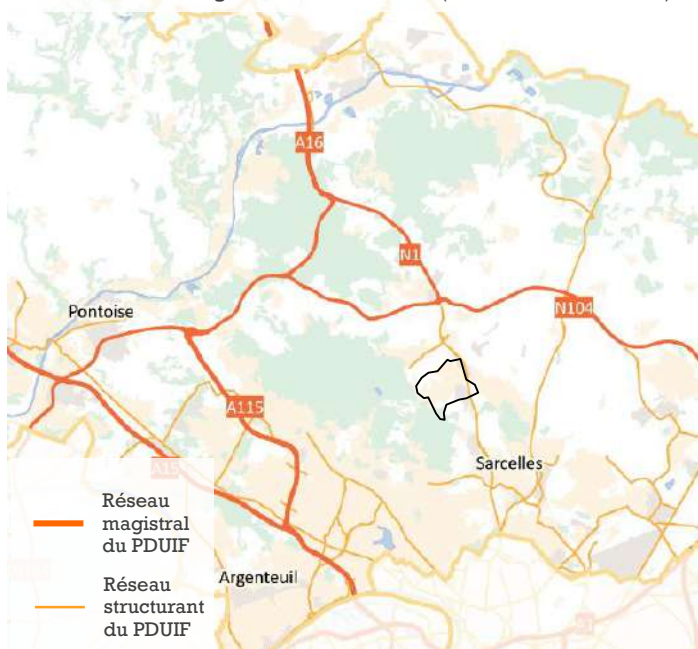 A16
N1
Pontoise
N104
A115
A15
Sarcelles
Réseau
magistral
du PDUIF
Argenteuil
Réseau
structurant
du PDUIF